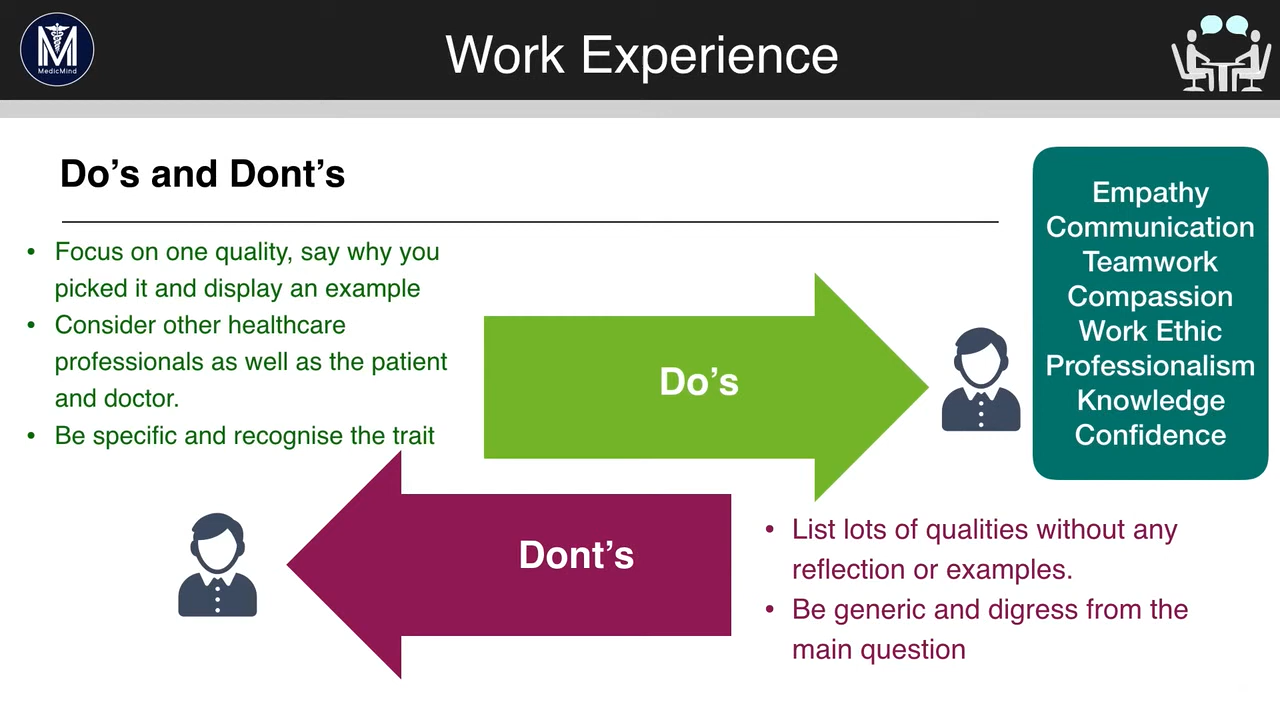 MedicMind
Work Experience
Do’s and Dont’s
• Focus on one quality, say why you
picked it and display an example
• Consider other healthcare
professionals as well as the patient
and doctor.
• Be specific and recognise the trait
Do’s
Empathy
Communication
Teamwork
Compassion
Work Ethic
Professionalism
Knowledge
Confidence
Dont’s
• List lots of qualities without any
reflection or examples.
• Be generic and digress from the
main question